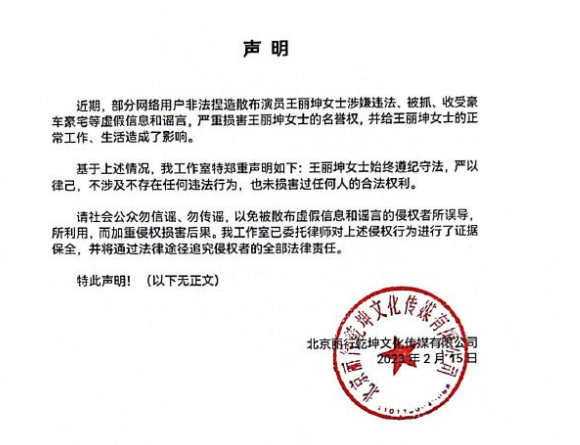 声 明
近期，部分网络用户非法捏造散布演员王丽坤女士涉嫌违法、被抓、收受豪
车豪宅等虚假信息和谣言，严重损害王丽坤女士的名誉权，并给王丽坤女士的正
常工作、生活造成了影响。
基于上述情况，我工作室特郑重声明如下：王丽坤女士始终遵纪守法，严以
律己，不涉及不存在任何违法行为，也未损害过任何人的合法权利。
请社会公众勿信谣、勿传谣，以免被散布虚假信息和谣言的侵权者所误导，
所利用，而加重侵权损害后果。我工作室已委托律师对上述侵权行为进行了证据
保全，并将通过法律途径追究侵权者的全部法律责任。
特此声明！（以下无正文）
北京丽行乾坤文化传媒有限公司
2023 年 2 月 15 日
北京丽行乾坤文化传媒有限公司